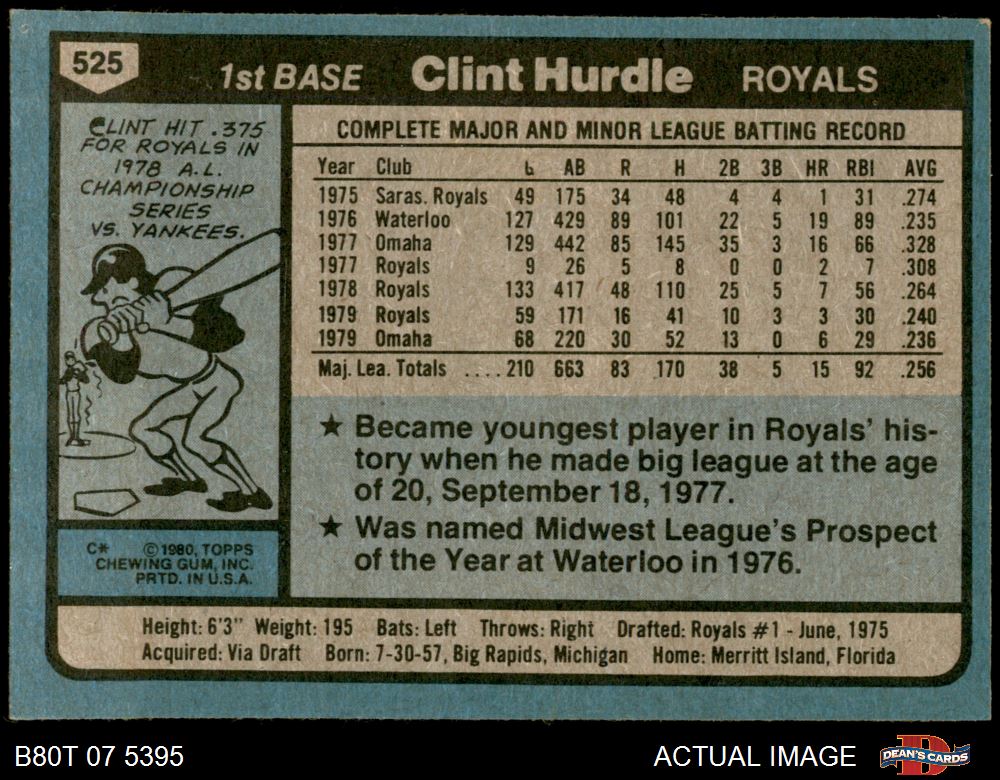 525
1st BASE Clint Hurdle ROYALS
CLINT HIT .375
FOR ROYALS IN
1978 A.L.
CHAMPIONSHIP
SERIES
VS. YANKEES.
COMPLETE MAJOR AND MINOR LEAGUE BATTING RECORD
Year Club G AB R H 2B 3B HR RBI AVG
1975 Saras. Royals 49 175 34 48 4 4 1 31 .274
1976 Waterloo 127 429 89 101 22 5 19 89 .235
1977 Omaha 129 442 85 145 35 3 16 66 .328
1977 Royals 9 26 5 8 0 0 2 7 .308
1978 Royals 133 417 48 110 25 5 7 56 .264
1979 Royals 59 171 16 41 10 3 3 30 .240
1979 Omaha 68 220 30 52 13 0 6 29 .236
Maj. Lea. Totals .... 210 663 83 170 38 5 15 92 .256
★ Became youngest player in Royals' his-
tory when he made big league at the age
of 20, September 18, 1977.
★ Was named Midwest League's Prospect
of the Year at Waterloo in 1976.
C* © 1980, TOPPS
CHEWING GUM, INC.
PRTD. IN U.S.A.
Height: 6'3" Weight: 195 Bats: Left Throws: Right Drafted: Royals #1 - June, 1975
Acquired: Via Draft Born: 7-30-57, Big Rapids, Michigan Home: Merritt Island, Florida
B80T 07 5395 ACTUAL IMAGE DEAN'S CARDS